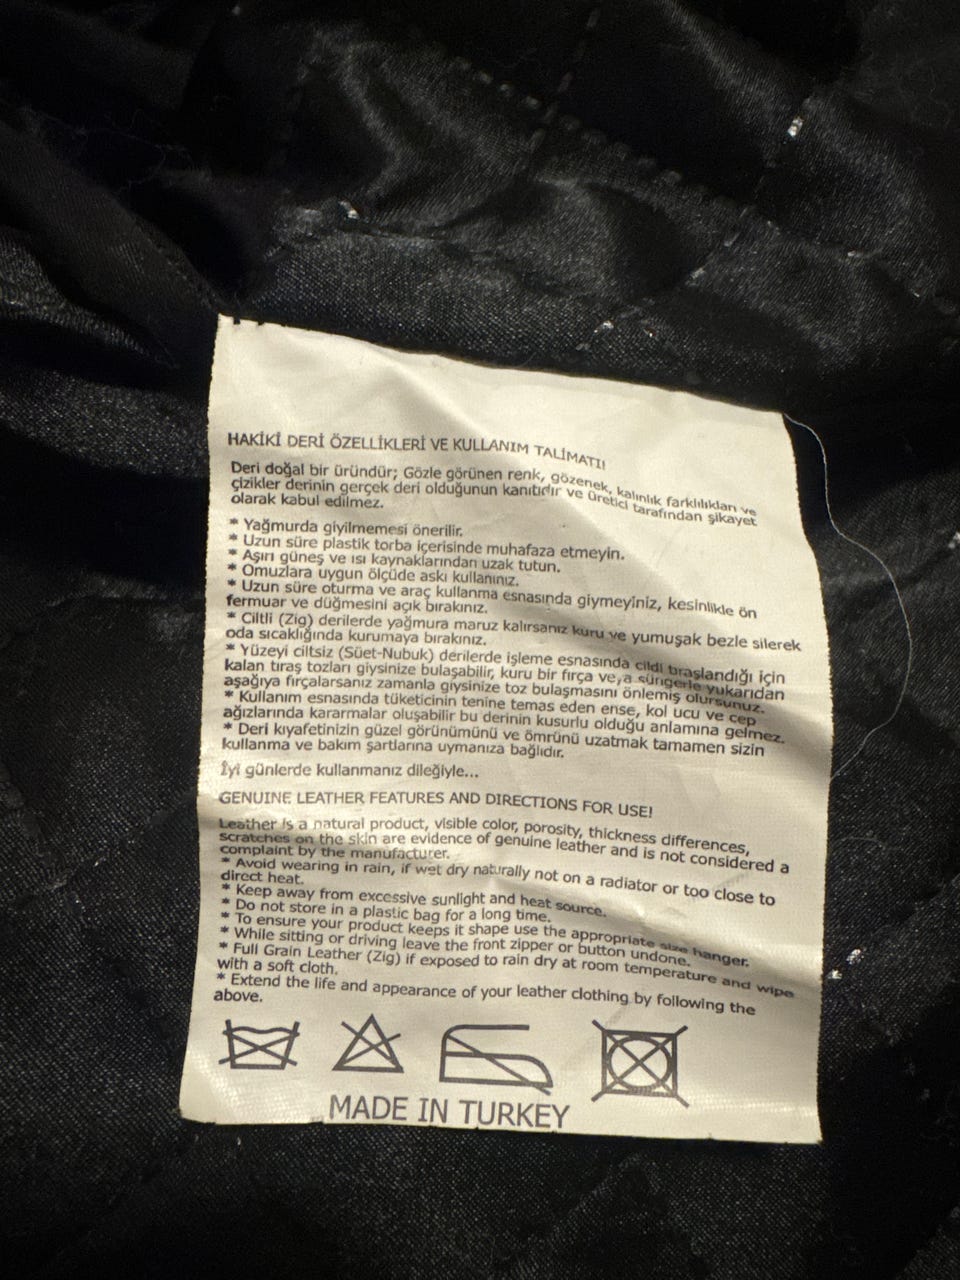 HAKİKİ DERİ ÖZELLİKLERİ VE KULLANIM TALİMATI!
Deri doğal bir üründür; Gözle görünen renk, gözenek, kalınlık farklılıkları ve
çizikler derinin gerçek deri olduğunun kanıtıdır ve üretici tarafından şikayet
olarak kabul edilmez.
* Yağmurda giyilmemesi önerilir.
* Uzun süre plastik torba içerisinde muhafaza etmeyin.
* Aşırı güneş ve ısı kaynaklarından uzak tutun.
* Omuzlara uygun ölçüde askı kullanınız.
* Uzun süre oturma ve araç kullanma esnasında giymeyiniz, kesinlikle ön
fermuar ve düğmesini açık bırakınız.
* Ciltli (Zig) derilerde yağmura maruz kalırsanız kuru ve yumuşak bezle silerek
oda sıcaklığında kurumaya bırakınız.
* Yüzeyi ciltsiz (Süet-Nubuk) derilerde işleme esnasında cildi tıraşlandığı için
kalan tıraş tozları giysinize bulaşabilir, kuru bir fırça veya süngerle yukarıdan
aşağıya fırçalarsanız zamanla giysinize toz bulaşmasını önlemiş olursunuz.
* Kullanım esnasında tüketicinin tenine temas eden ense, kol ucu ve cep
ağızlarında kararmalar oluşabilir bu derinin kusurlu olduğu anlamına gelmez.
* Deri kıyafetinizin güzel görünümünü ve ömrünü uzatmak tamamen sizin
kullanma ve bakım şartlarına uymanıza bağlıdır.
İyi günlerde kullanmanız dileğiyle...
GENUINE LEATHER FEATURES AND DIRECTIONS FOR USE!
Leather is a natural product, visible color, porosity, thickness differences,
scratches on the skin are evidence of genuine leather and is not considered a
complaint by the manufacturer.
* Avoid wearing in rain, if wet dry naturally not on a radiator or too close to
direct heat.
* Keep away from excessive sunlight and heat source.
* Do not store in a plastic bag for a long time.
* To ensure your product keeps it shape use the appropriate size hanger.
* While sitting or driving leave the front zipper or button undone.
* Full Grain Leather (Zig) if exposed to rain dry at room temperature and wipe
with a soft cloth.
* Extend the life and appearance of your leather clothing by following the
above.
MADE IN TURKEY